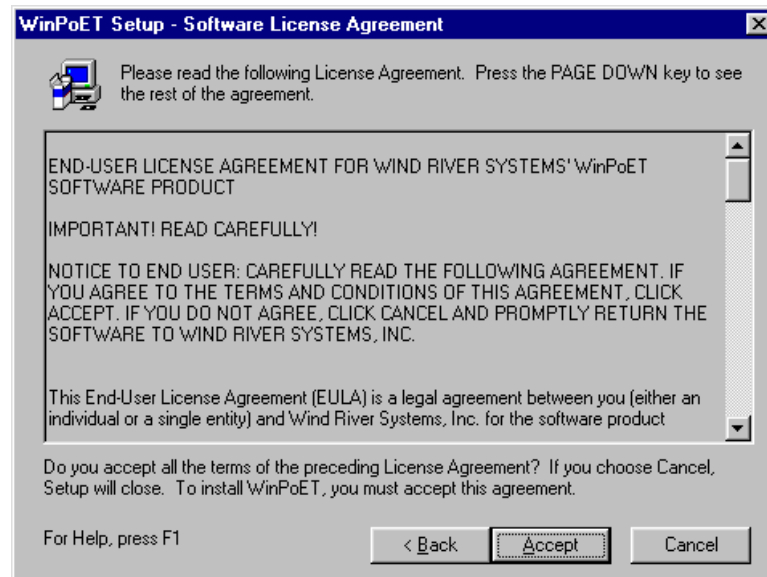 WinPoET Setup - Software License Agreement
Please read the following License Agreement. Press the PAGE DOWN key to see
the rest of the agreement.
END-USER LICENSE AGREEMENT FOR WIND RIVER SYSTEMS' WinPoET
SOFTWARE PRODUCT
IMPORTANT! READ CAREFULLY!
NOTICE TO END USER: CAREFULLY READ THE FOLLOWING AGREEMENT. IF
YOU AGREE TO THE TERMS AND CONDITIONS OF THIS AGREEMENT, CLICK
ACCEPT. IF YOU DO NOT AGREE, CLICK CANCEL AND PROMPTLY RETURN THE
SOFTWARE TO WIND RIVER SYSTEMS, INC.
This End-User License Agreement (EULA) is a legal agreement between you (either an
individual or a single entity) and Wind River Systems, Inc. for the software product
Do you accept all the terms of the preceding License Agreement? If you choose Cancel,
Setup will close. To install WinPoET, you must accept this agreement.
For Help, press F1
< Back
Accept
Cancel